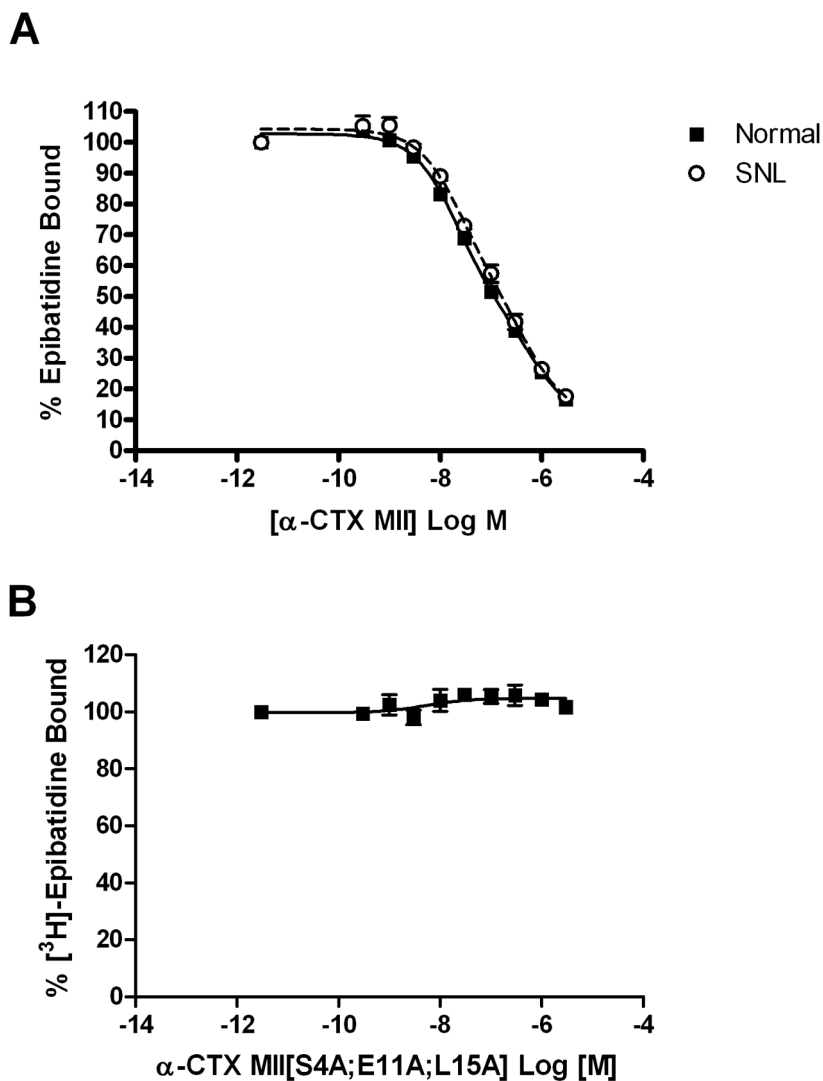 A
110
100
90
80
70
60
50
40
30
20
10
0
% Epibatidine Bound
-14 -12 -10 -8 -6 -4
[α-CTX MII] Log M
Normal
SNL
B
120
100
80
60
40
20
0
% [³H]-Epibatidine Bound
-14 -12 -10 -8 -6 -4
α-CTX MII[S4A;E11A;L15A] Log [M]